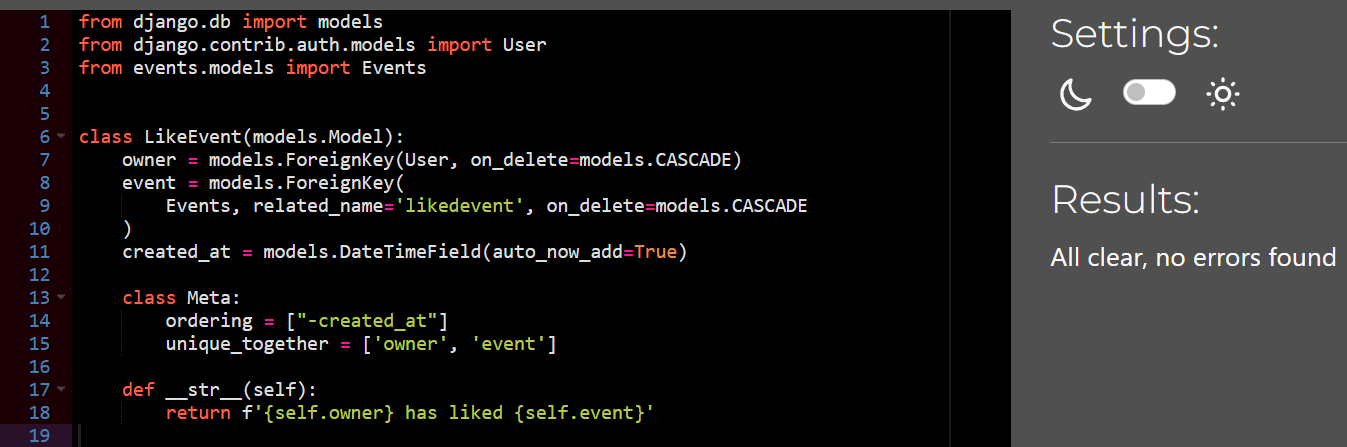 1 from django.db import models
2 from django.contrib.auth.models import User
3 from events.models import Events
4
5
6 class LikeEvent(models.Model):
7     owner = models.ForeignKey(User, on_delete=models.CASCADE)
8     event = models.ForeignKey(
9         Events, related_name='likedevent', on_delete=models.CASCADE
10     )
11     created_at = models.DateTimeField(auto_now_add=True)
12
13     class Meta:
14         ordering = ["-created_at"]
15         unique_together = ['owner', 'event']
16
17     def __str__(self):
18         return f'{self.owner} has liked {self.event}'
19
Settings:
Results:
All clear, no errors found